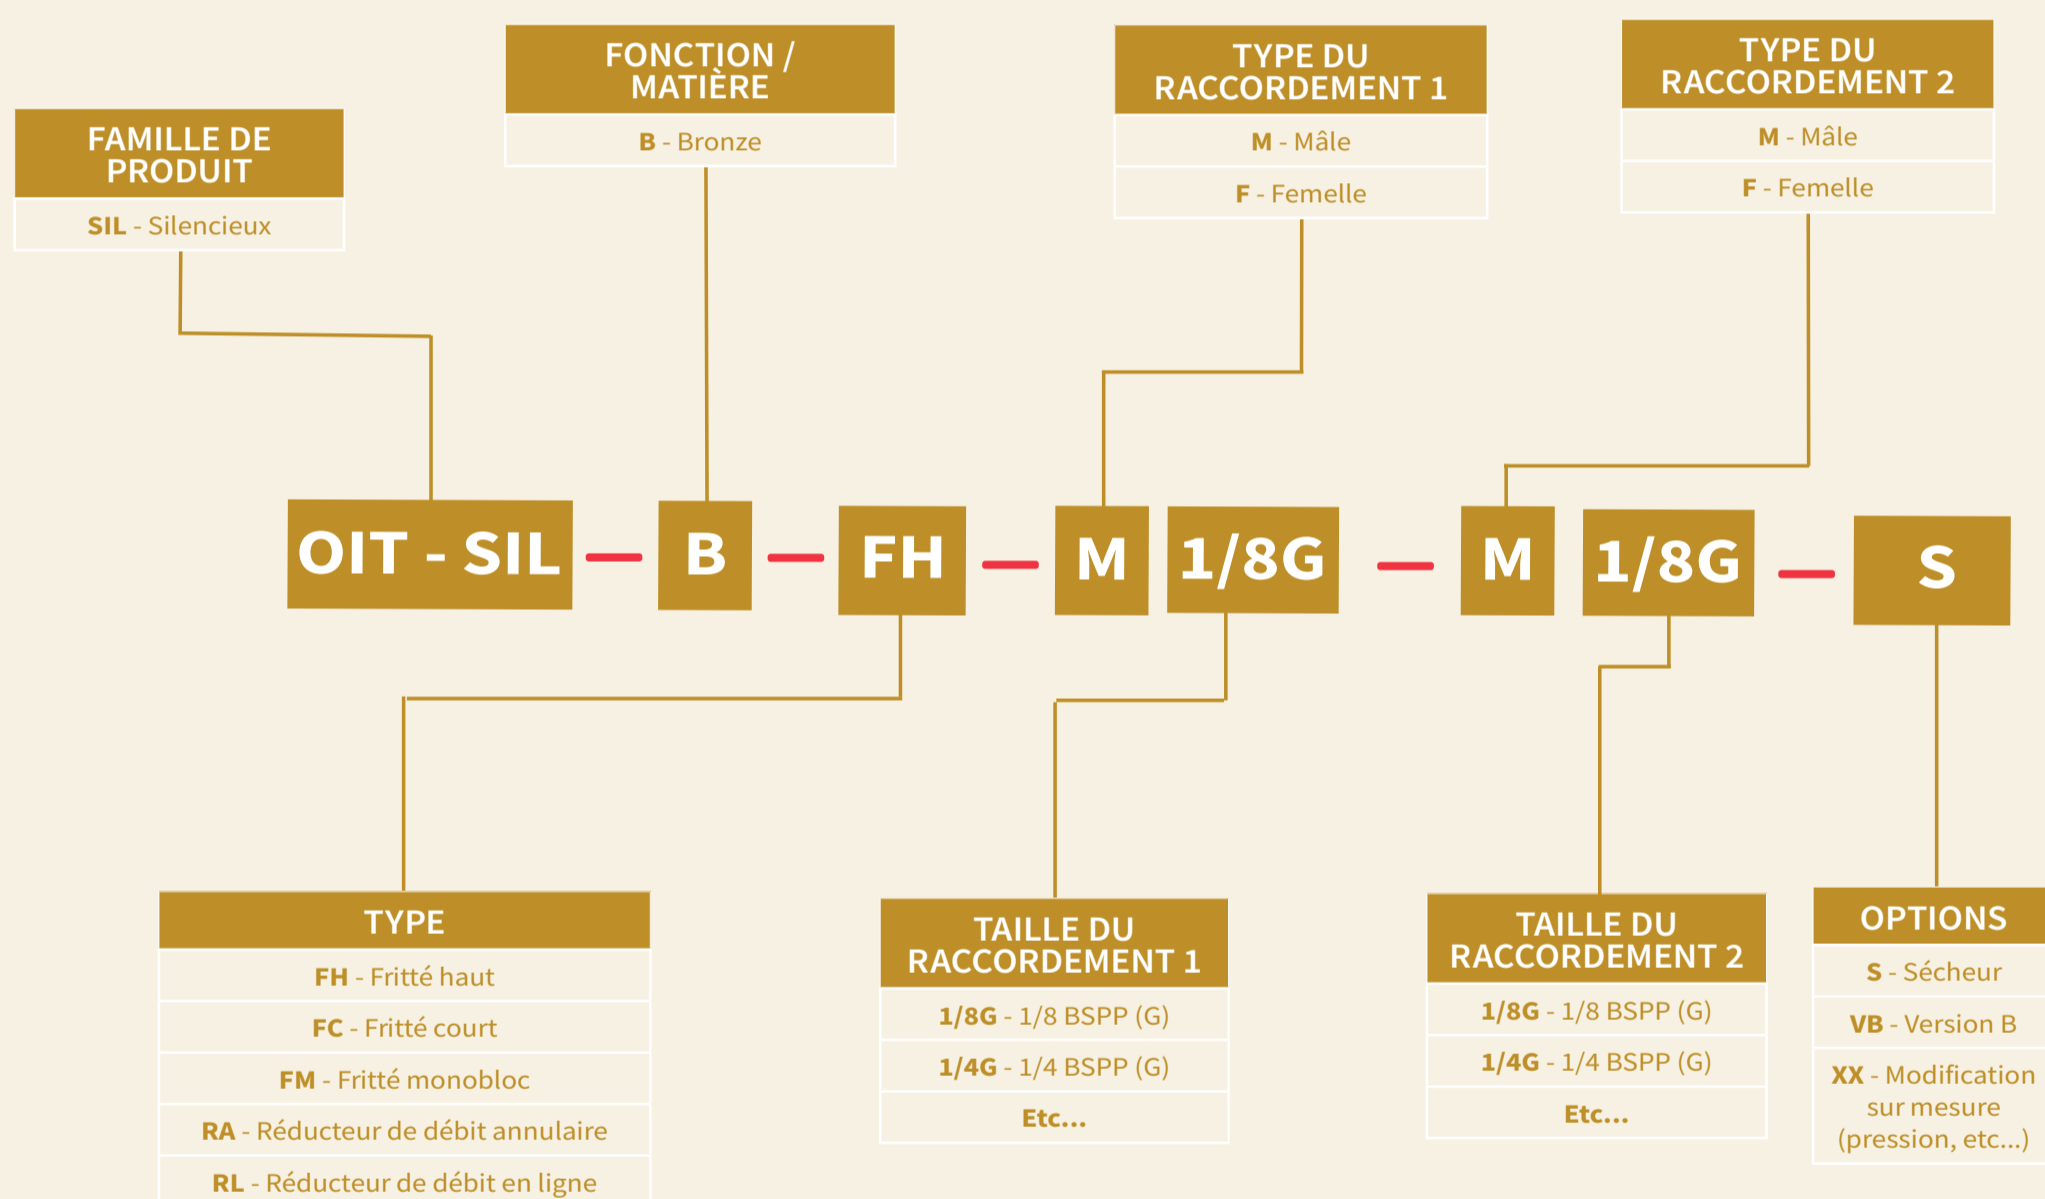 FAMILLE DE
PRODUIT
SIL - Silencieux
FONCTION /
MATIÈRE
B - Bronze
TYPE DU
RACCORDEMENT 1
M - Mâle
F - Femelle
TYPE DU
RACCORDEMENT 2
M - Mâle
F - Femelle
OIT - SIL — B — FH — M 1/8G — M 1/8G — S
TYPE
FH - Fritté haut
FC - Fritté court
FM - Fritté monobloc
RA - Réducteur de débit annulaire
RL - Réducteur de débit en ligne
TAILLE DU
RACCORDEMENT 1
1/8G - 1/8 BSPP (G)
1/4G - 1/4 BSPP (G)
Etc...
TAILLE DU
RACCORDEMENT 2
1/8G - 1/8 BSPP (G)
1/4G - 1/4 BSPP (G)
Etc...
OPTIONS
S - Sécheur
VB - Version B
XX - Modification
sur mesure
(pression, etc...)